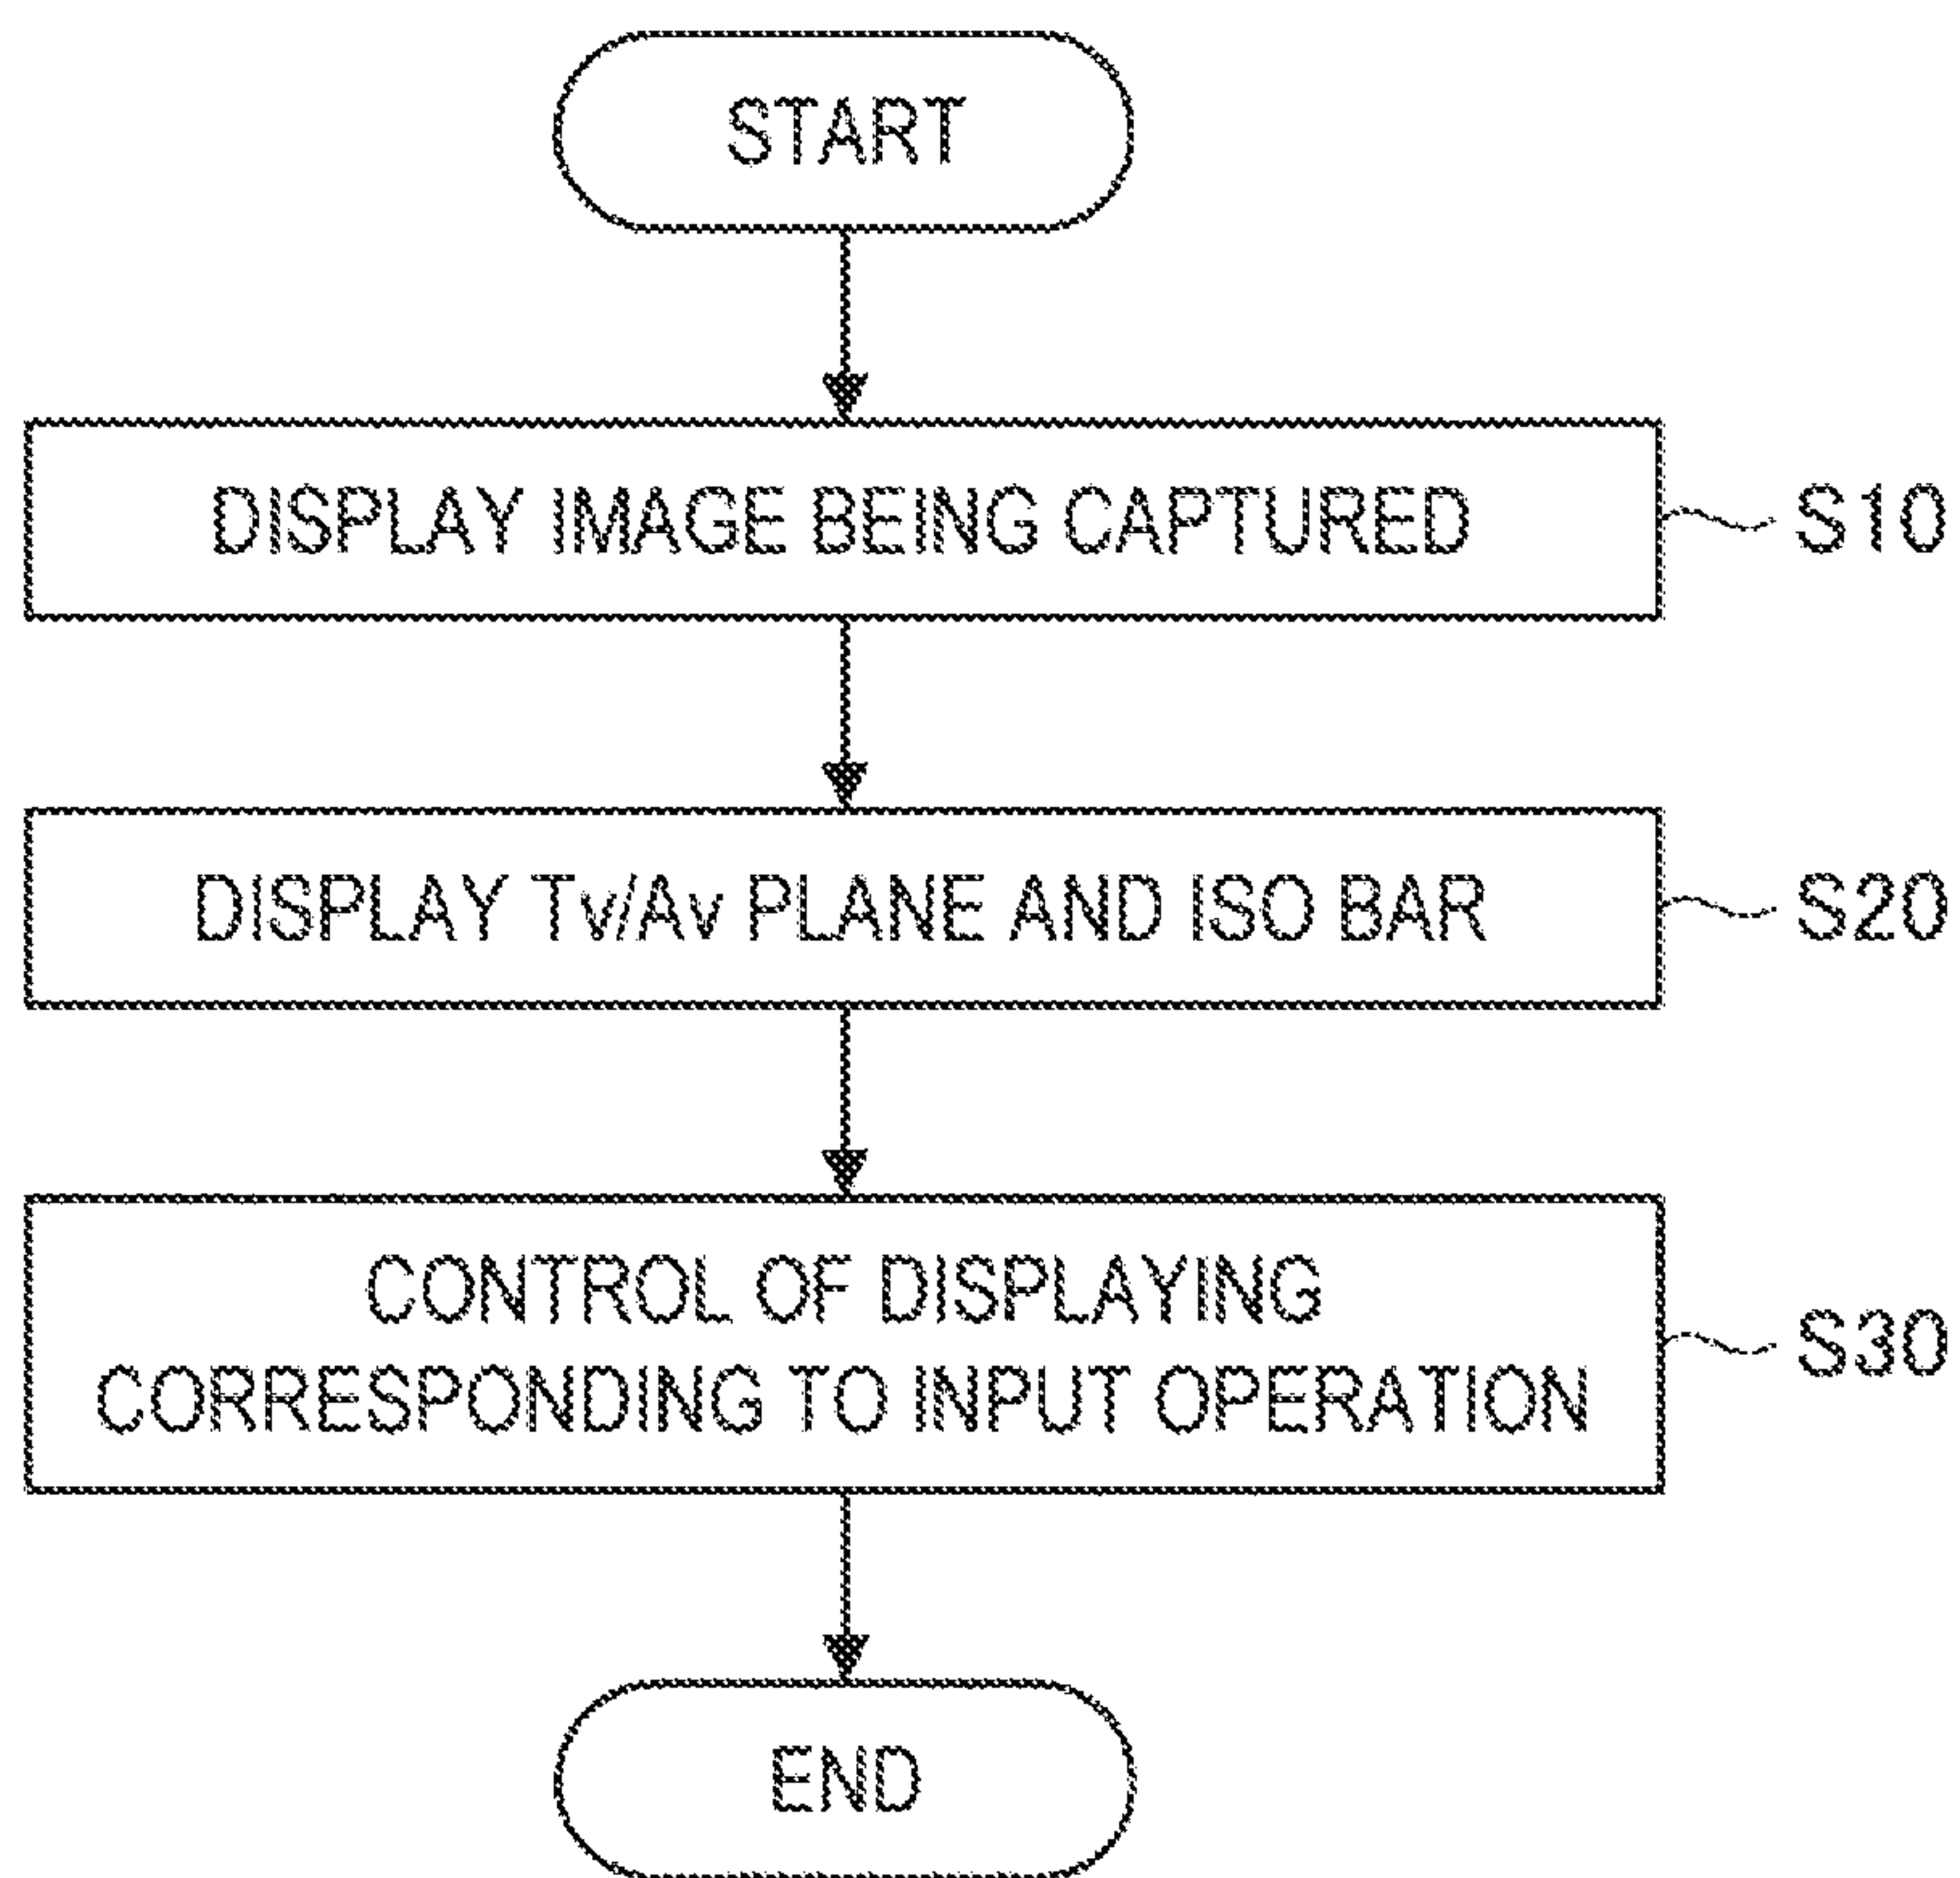 START
DISPLAY IMAGE BEING CAPTURED
S10
DISPLAY Tv/Av PLANE AND ISO BAR
S20
CONTROL OF DISPLAYING
CORRESPONDING TO INPUT OPERATION
S30
END